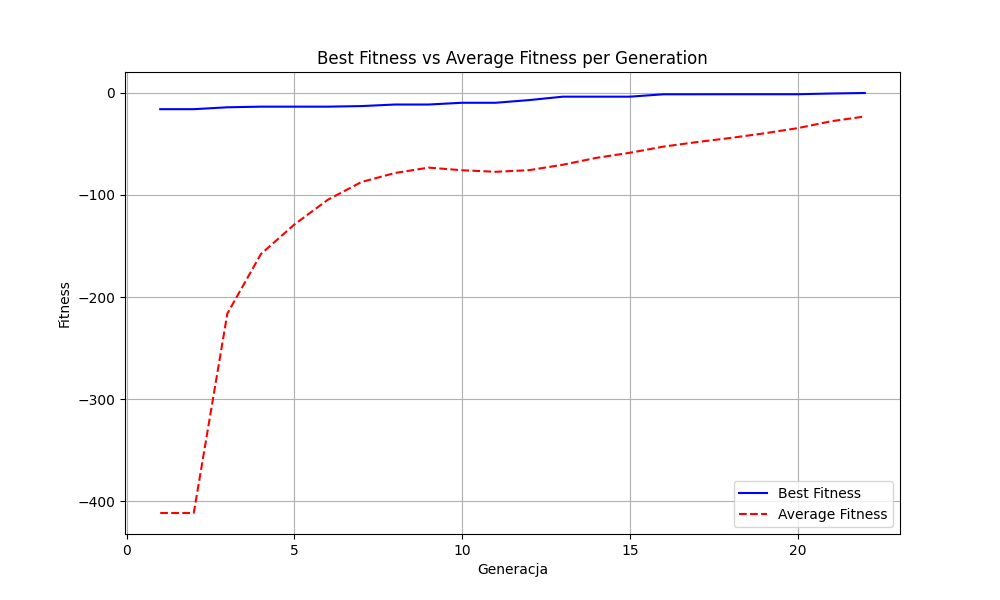 Best Fitness vs Average Fitness per Generation
Fitness
0
−100
−200
−300
−400
0 5 10 15 20
Generacja
Best Fitness
Average Fitness